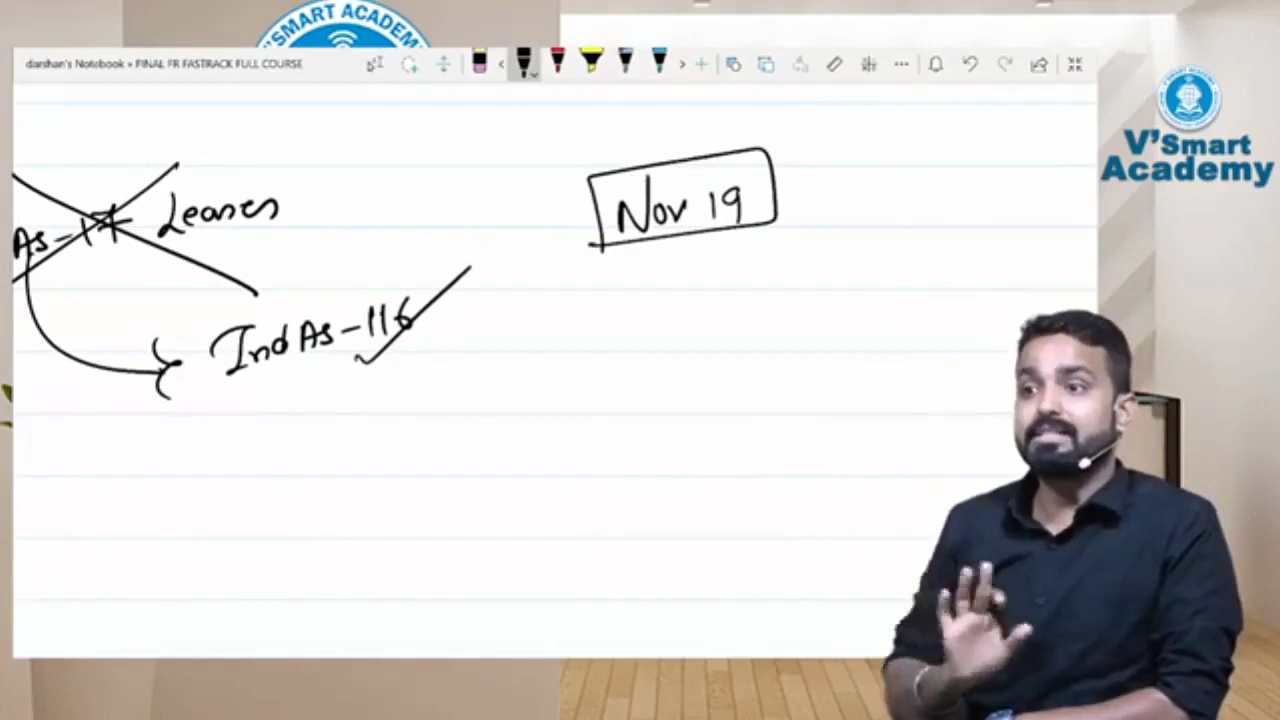 V'SMART ACADEMY
darshan's Notebook » FINAL FR FASTRACK FULL COURSE
V'Smart
Academy
Nov 19
As-17 Leases
Ind As-116